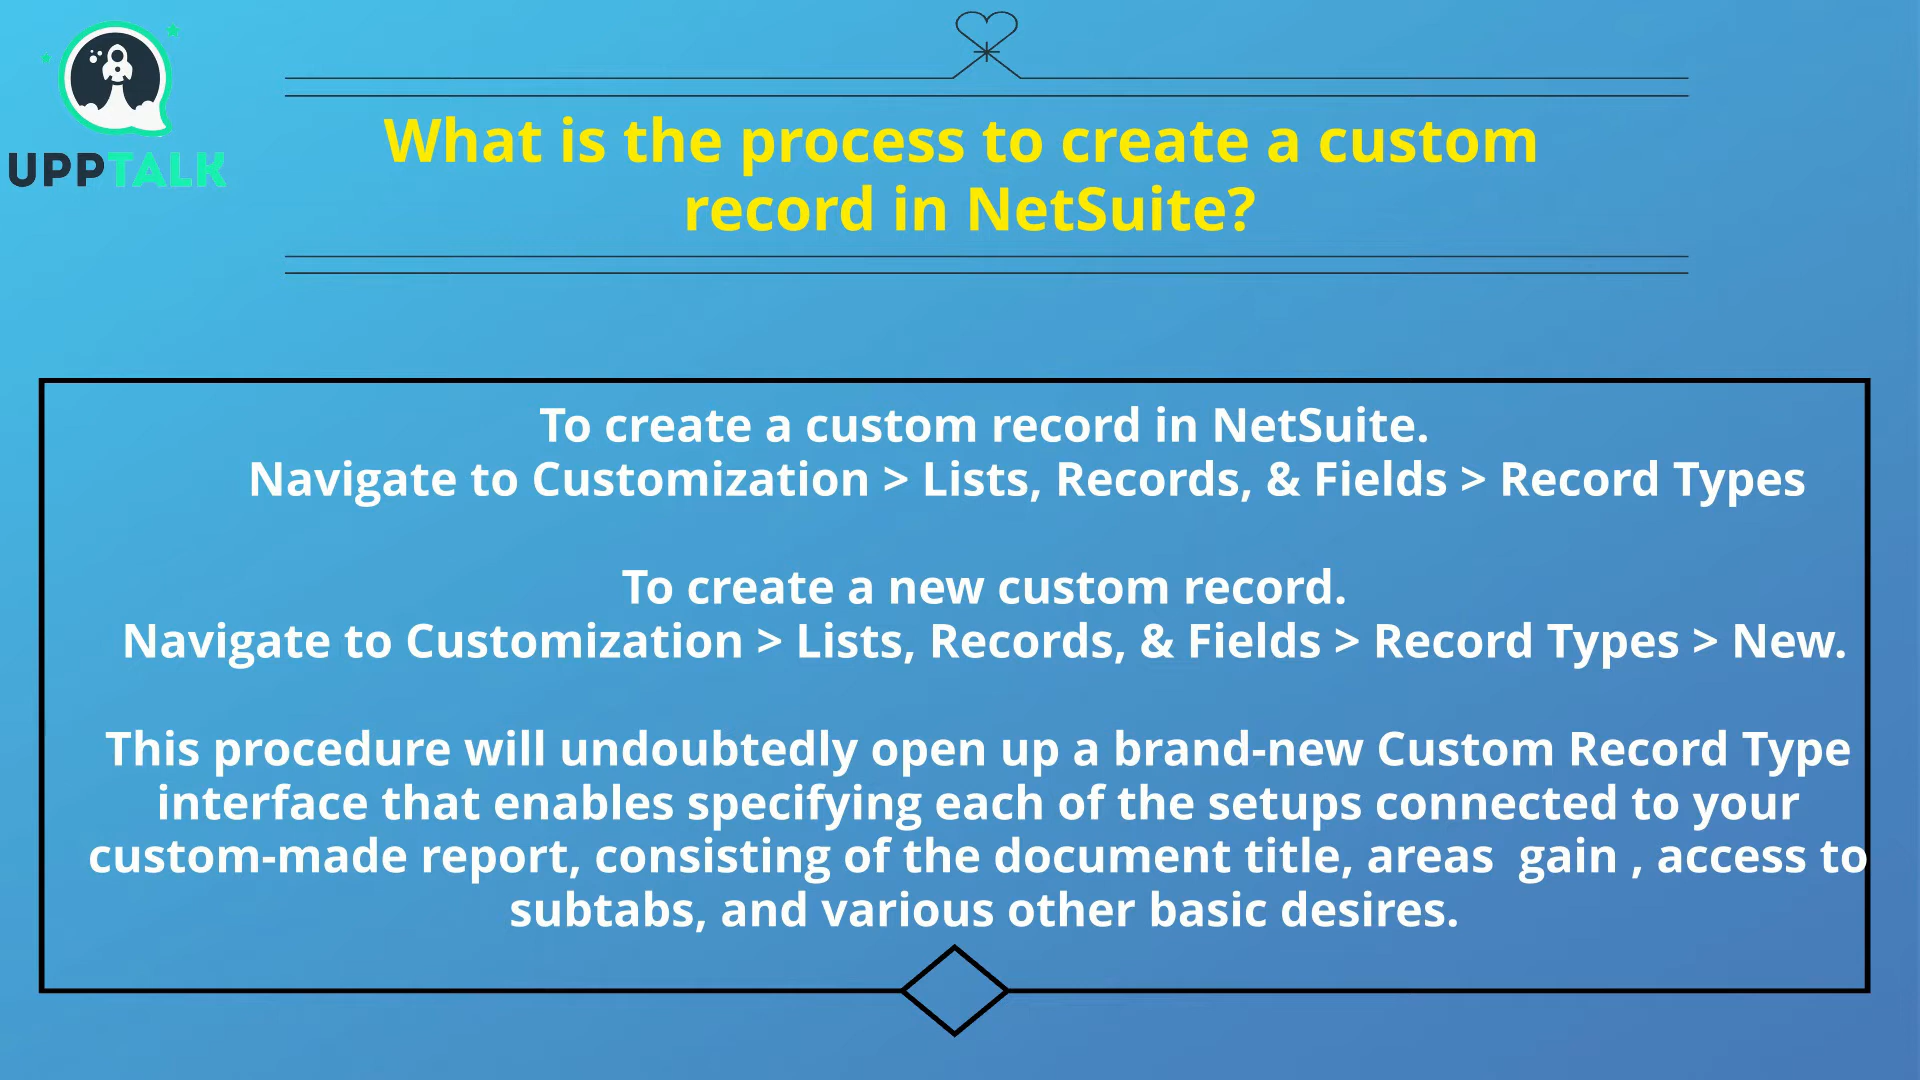 UPPTALK
What is the process to create a custom
record in NetSuite?
To create a custom record in NetSuite.
Navigate to Customization > Lists, Records, & Fields > Record Types
To create a new custom record.
Navigate to Customization > Lists, Records, & Fields > Record Types > New.
This procedure will undoubtedly open up a brand-new Custom Record Type
interface that enables specifying each of the setups connected to your
custom-made report, consisting of the document title, areas  gain , access to
subtabs, and various other basic desires.